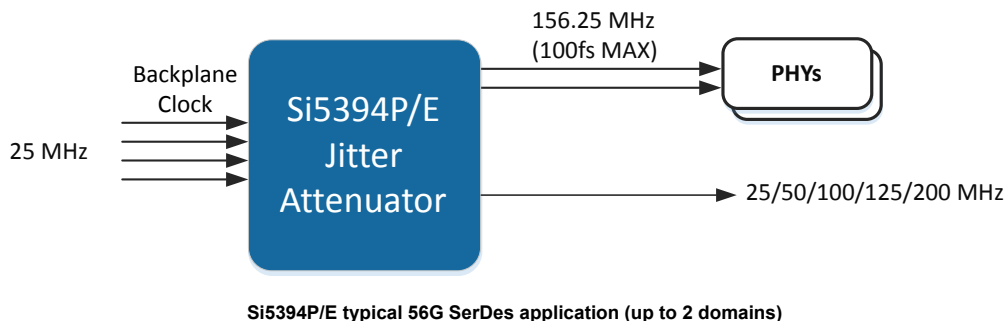 156.25 MHz
(100fs MAX)
Backplane
Clock
25 MHz
Si5394P/E
Jitter
Attenuator
PHYs
25/50/100/125/200 MHz
Si5394P/E typical 56G SerDes application (up to 2 domains)